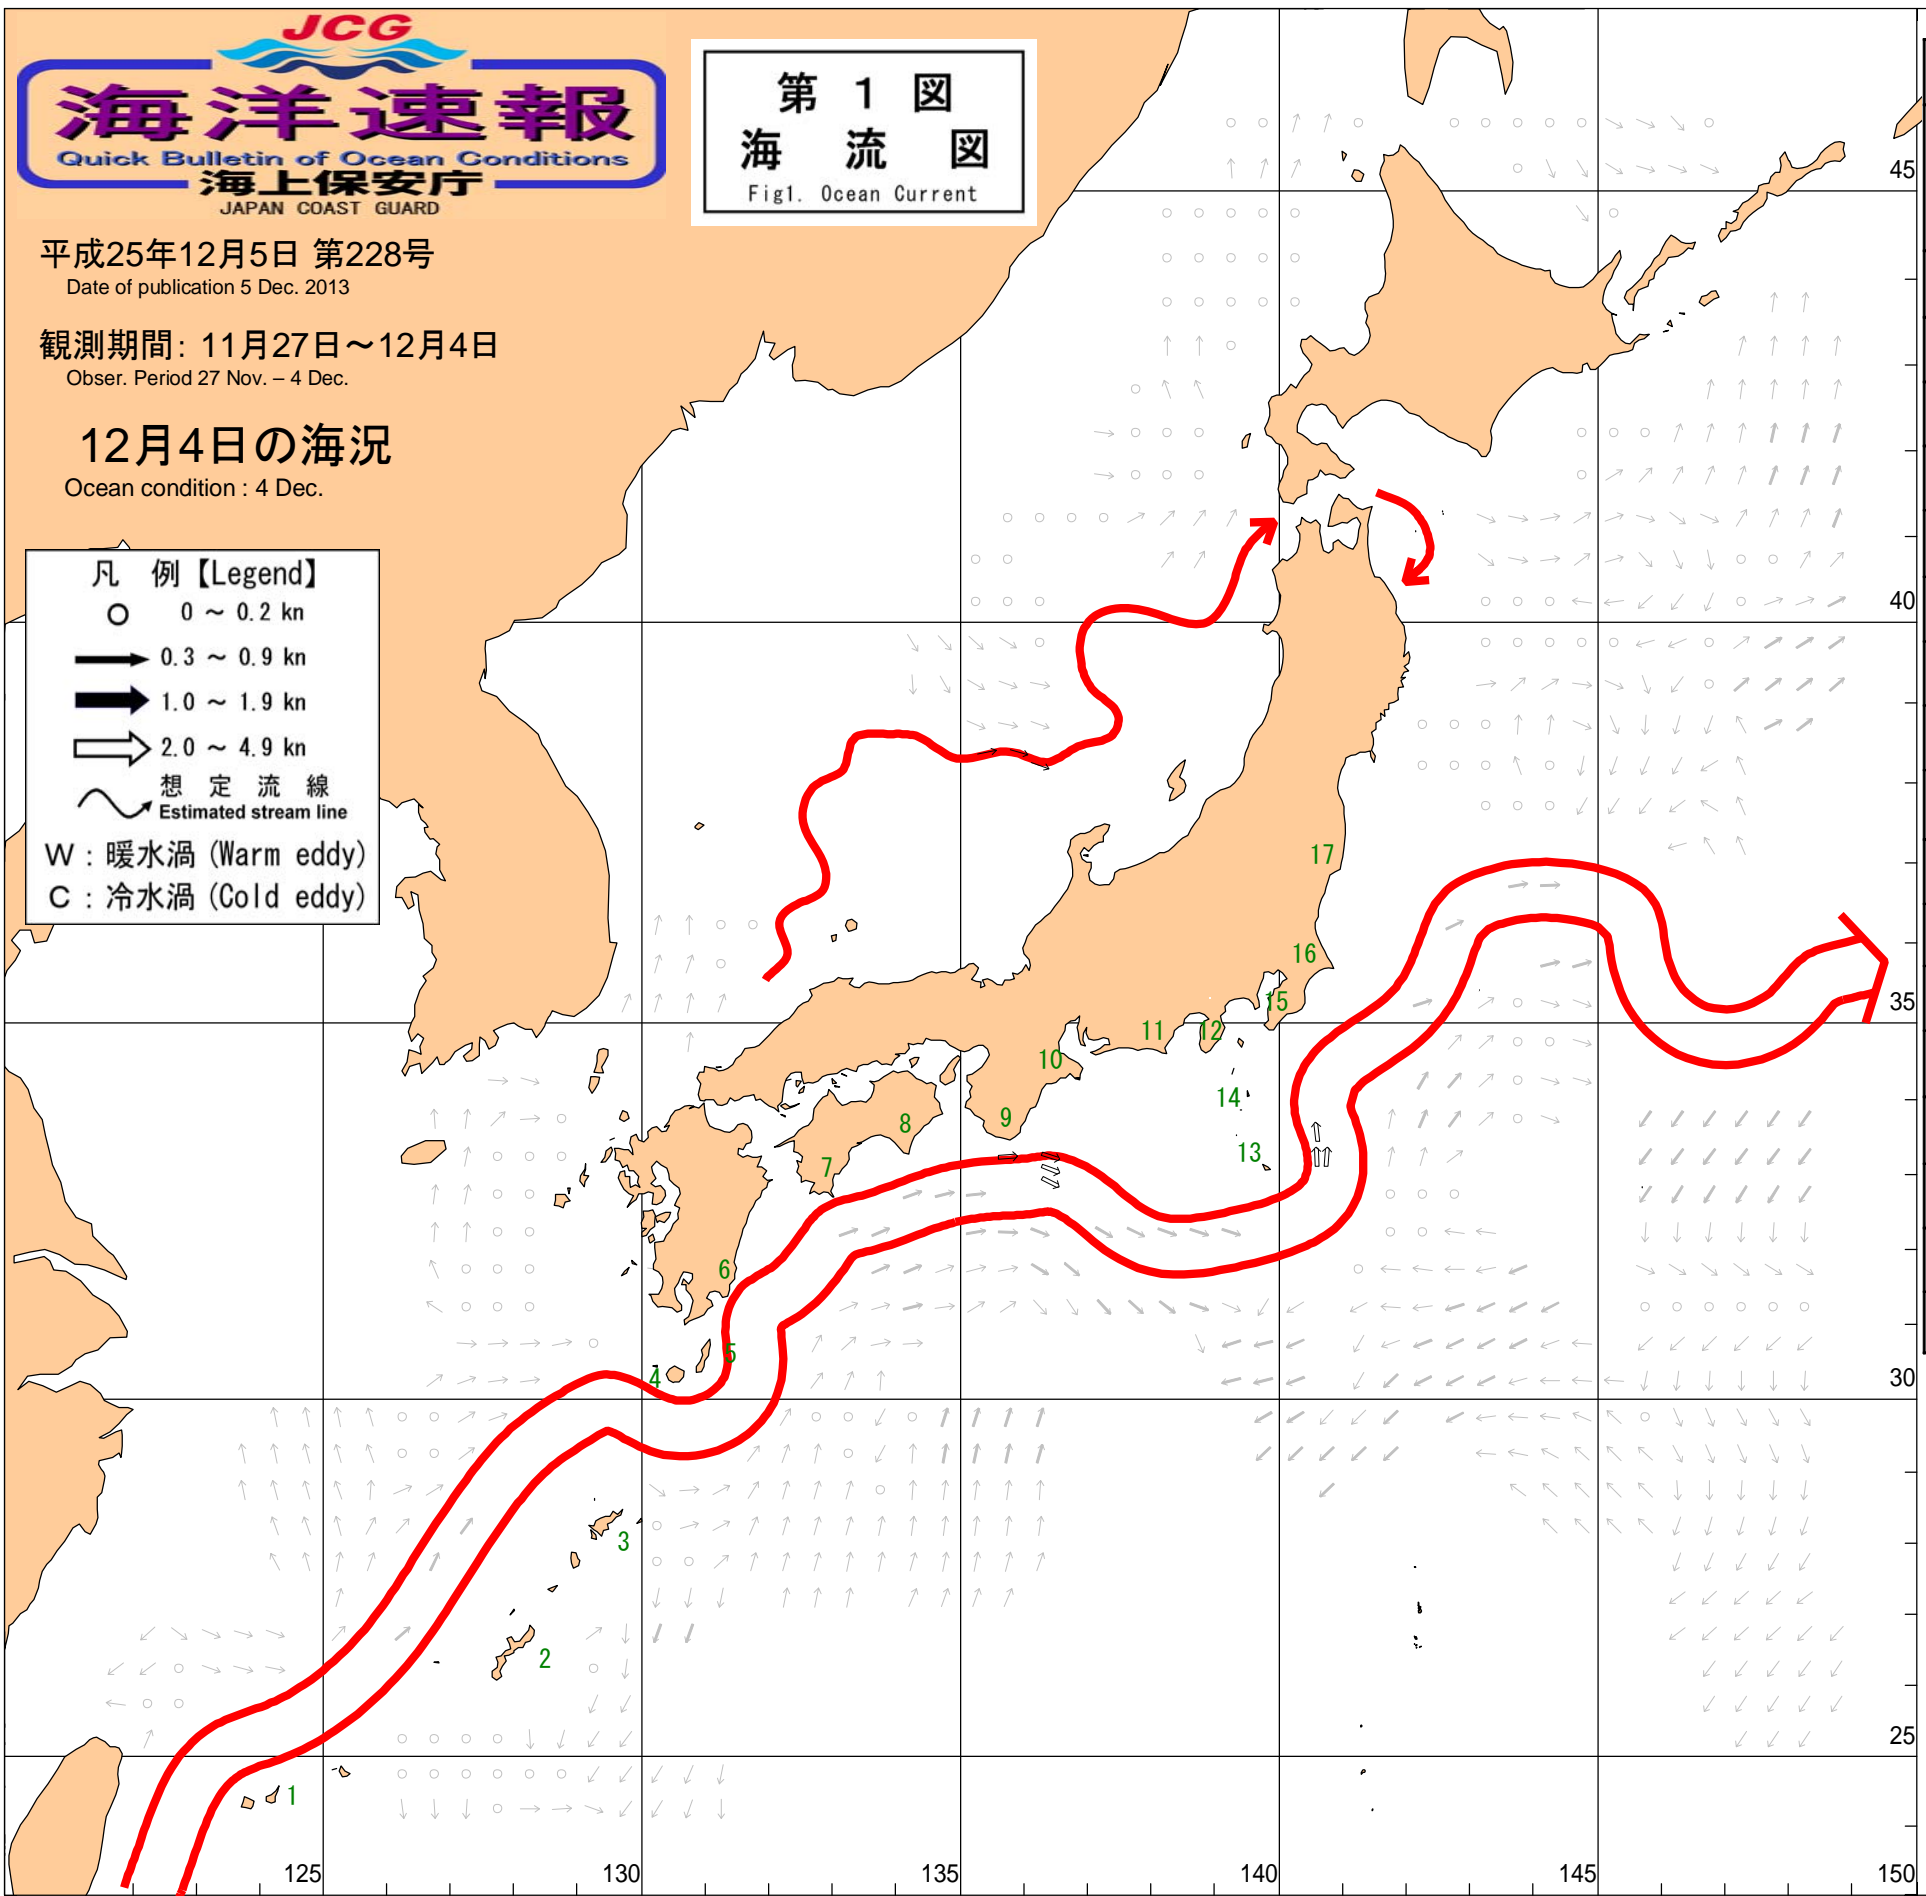 JCG
海洋速報
Quick Bulletin of Ocean Conditions
海上保安庁
JAPAN COAST GUARD
第 1 図
海 流 図
Fig1. Ocean Current
平成25年12月5日 第228号
Date of publication 5 Dec. 2013
観測期間: 11月27日～12月4日
Obser. Period 27 Nov. – 4 Dec.
12月4日の海況
Ocean condition : 4 Dec.
凡 例【Legend】
0 ～ 0.2 kn
0.3 ～ 0.9 kn
1.0 ～ 1.9 kn
2.0 ～ 4.9 kn
想 定 流 線
Estimated stream line
W : 暖水渦 (Warm eddy)
C : 冷水渦 (Cold eddy)
45
40
35
30
25
17
16
15
12
11
10
14
9
8
13
7
6
5
4
3
2
1
125
130
135
140
145
150